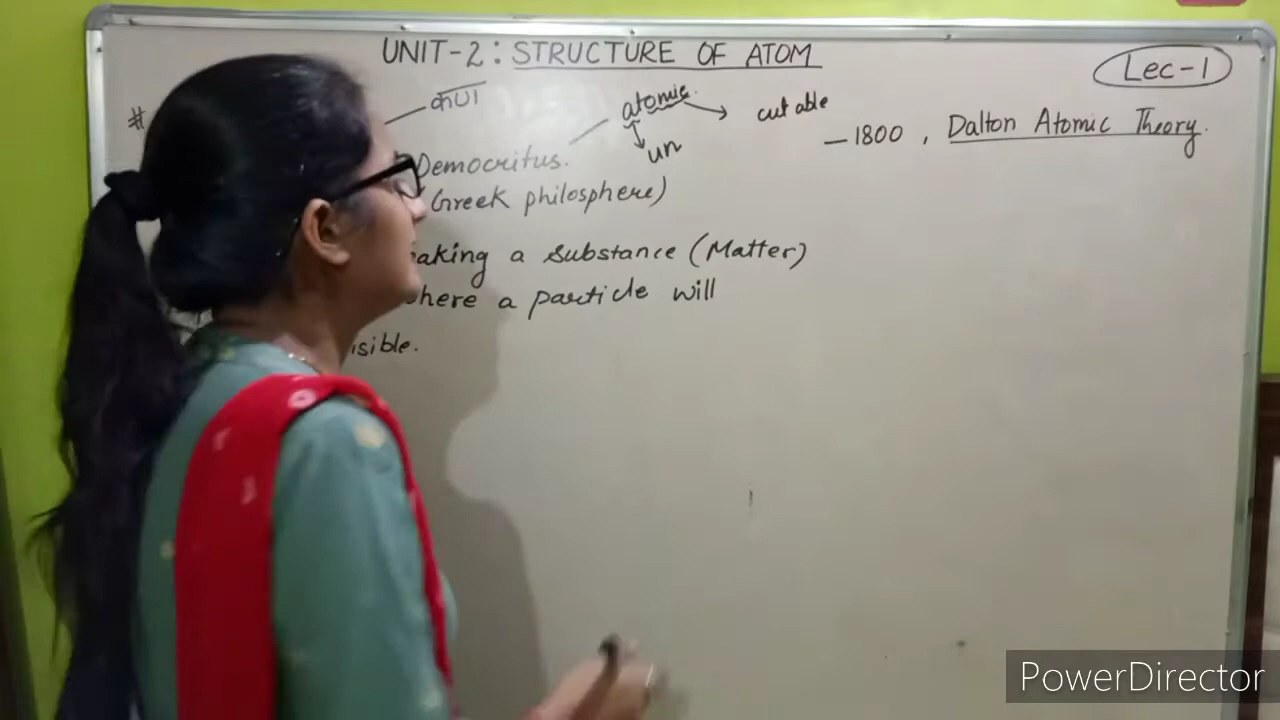 UNIT-2 : STRUCTURE OF ATOM
Lec-1
#
कण
atomic
cut able
un
Democritus.
(Greek philosphere)
aking a substance (Matter)
here a particle will
isible.
— 1800 , Dalton Atomic Theory.
PowerDirector